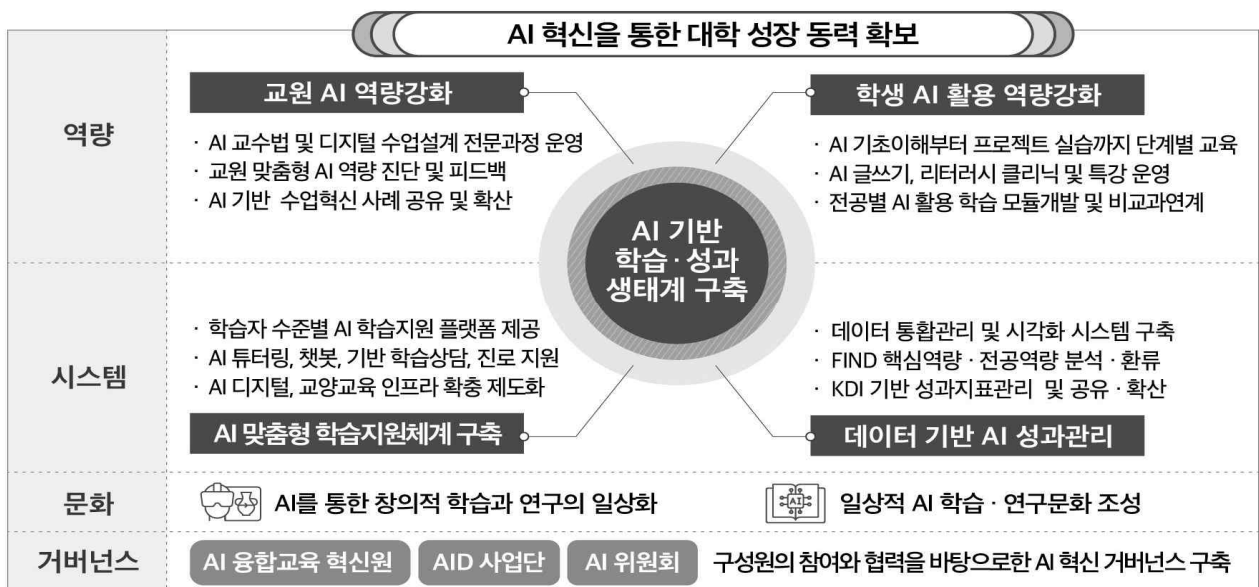 AI 혁신을 통한 대학 성장 동력 확보
역량
교원 AI 역량강화
· AI 교수법 및 디지털 수업설계 전문과정 운영
· 교원 맞춤형 AI 역량 진단 및 피드백
· AI 기반 수업혁신 사례 공유 및 확산
학생 AI 활용 역량강화
· AI 기초이해부터 프로젝트 실습까지 단계별 교육
· AI 글쓰기, 리터러시 클리닉 및 특강 운영
· 전공별 AI 활용 학습 모듈개발 및 비교과연계
AI 기반
학습·성과
생태계 구축
시스템
· 학습자 수준별 AI 학습지원 플랫폼 제공
· AI 튜터링, 챗봇, 기반 학습상담, 진로 지원
· AI 디지털, 교양교육 인프라 확충 제도화
AI 맞춤형 학습지원체계 구축
· 데이터 통합관리 및 시각화 시스템 구축
· FIND 핵심역량 · 전공역량 분석 · 환류
· KDI 기반 성과지표관리 및 공유 · 확산
데이터 기반 AI 성과관리
문화
AI를 통한 창의적 학습과 연구의 일상화
AI
일상적 AI 학습 · 연구문화 조성
거버넌스
AI 융합교육 혁신원
AID 사업단
AI 위원회
구성원의 참여와 협력을 바탕으로한 AI 혁신 거버넌스 구축